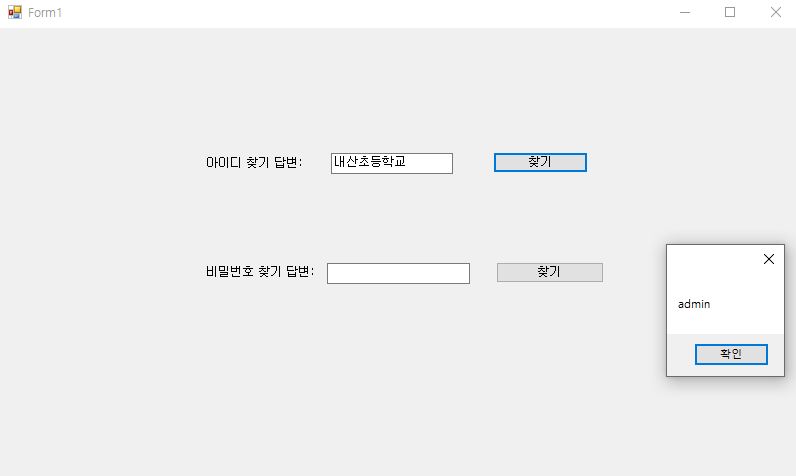 Form1
아이디 찾기 답변:
내산초등학교
찾기
비밀번호 찾기 답변:
찾기
admin
확인